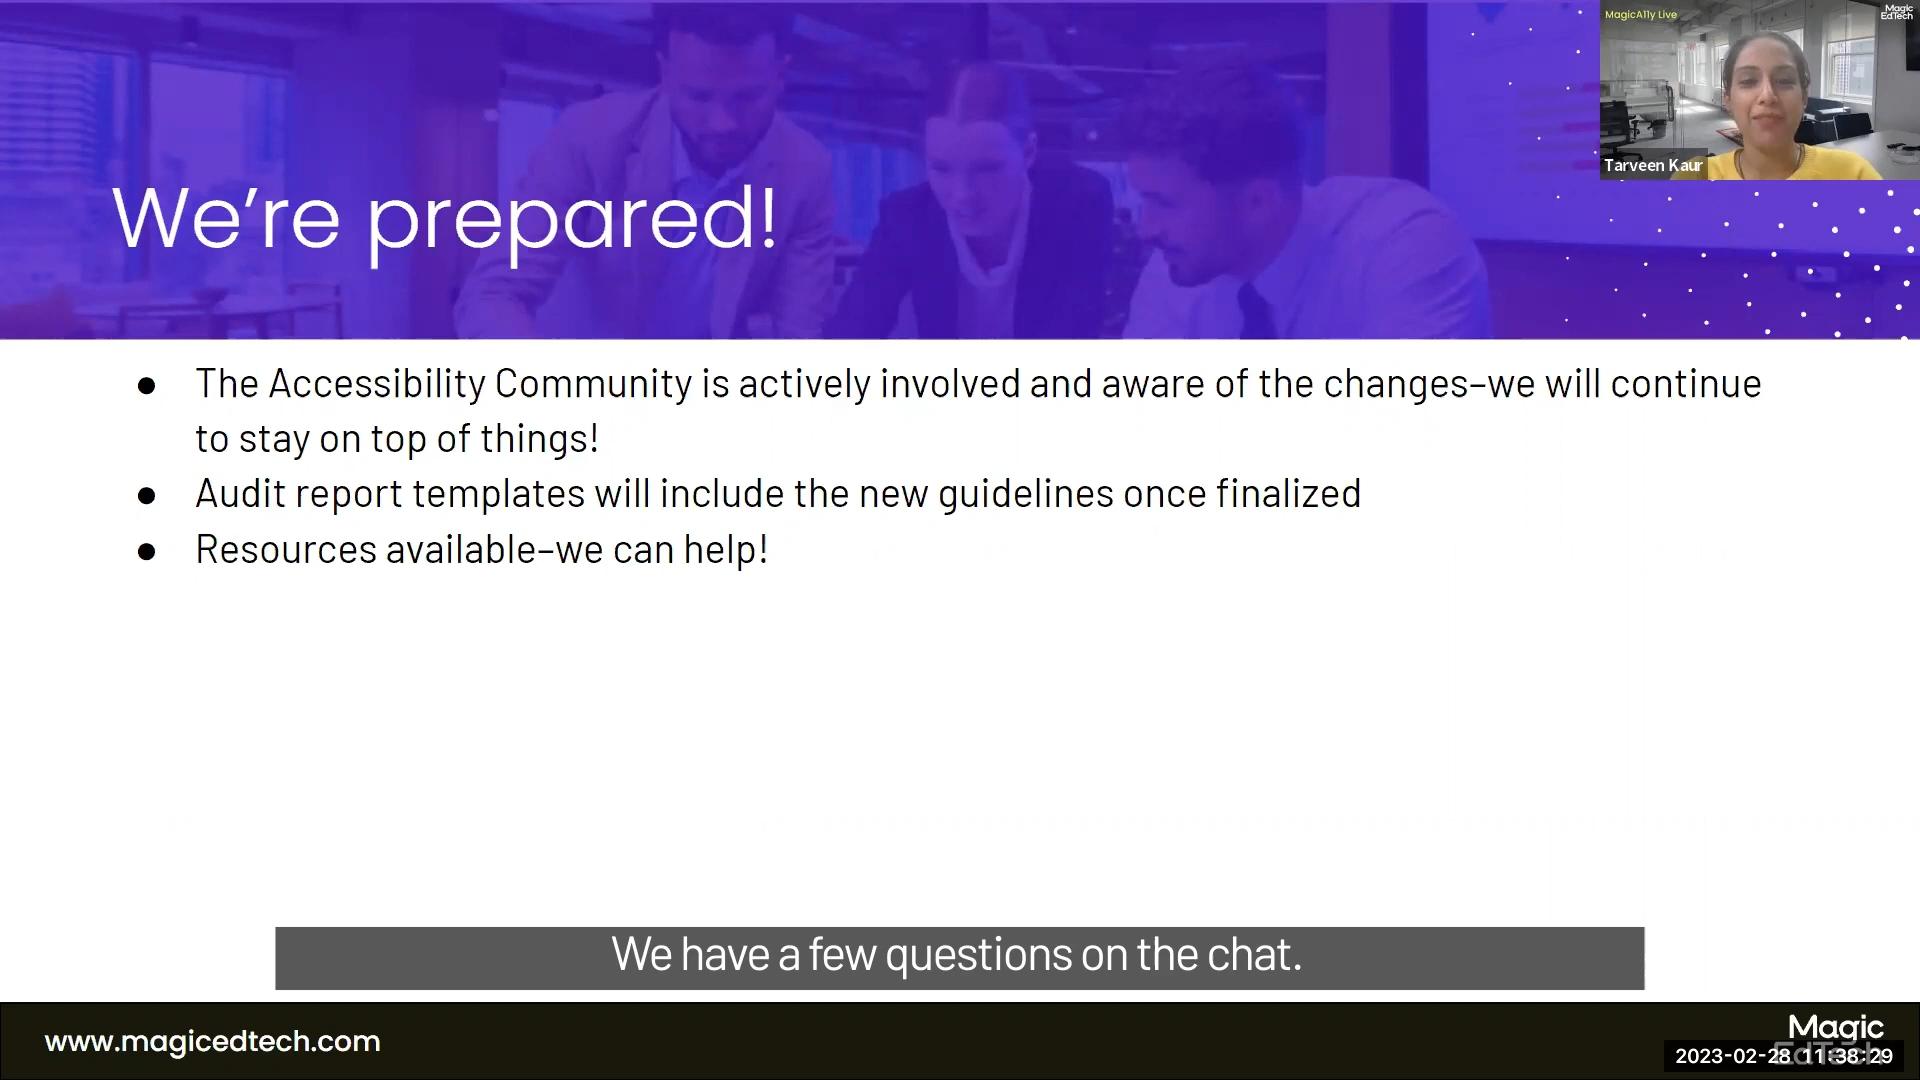 MagicA11y Live
Magic
EdTech
Tarveen Kaur
We’re prepared!
● The Accessibility Community is actively involved and aware of the changes–we will continue
to stay on top of things!
● Audit report templates will include the new guidelines once finalized
● Resources available–we can help!
We have a few questions on the chat.
www.magicedtech.com
Magic
EdTech
2023-02-28 11:38:29